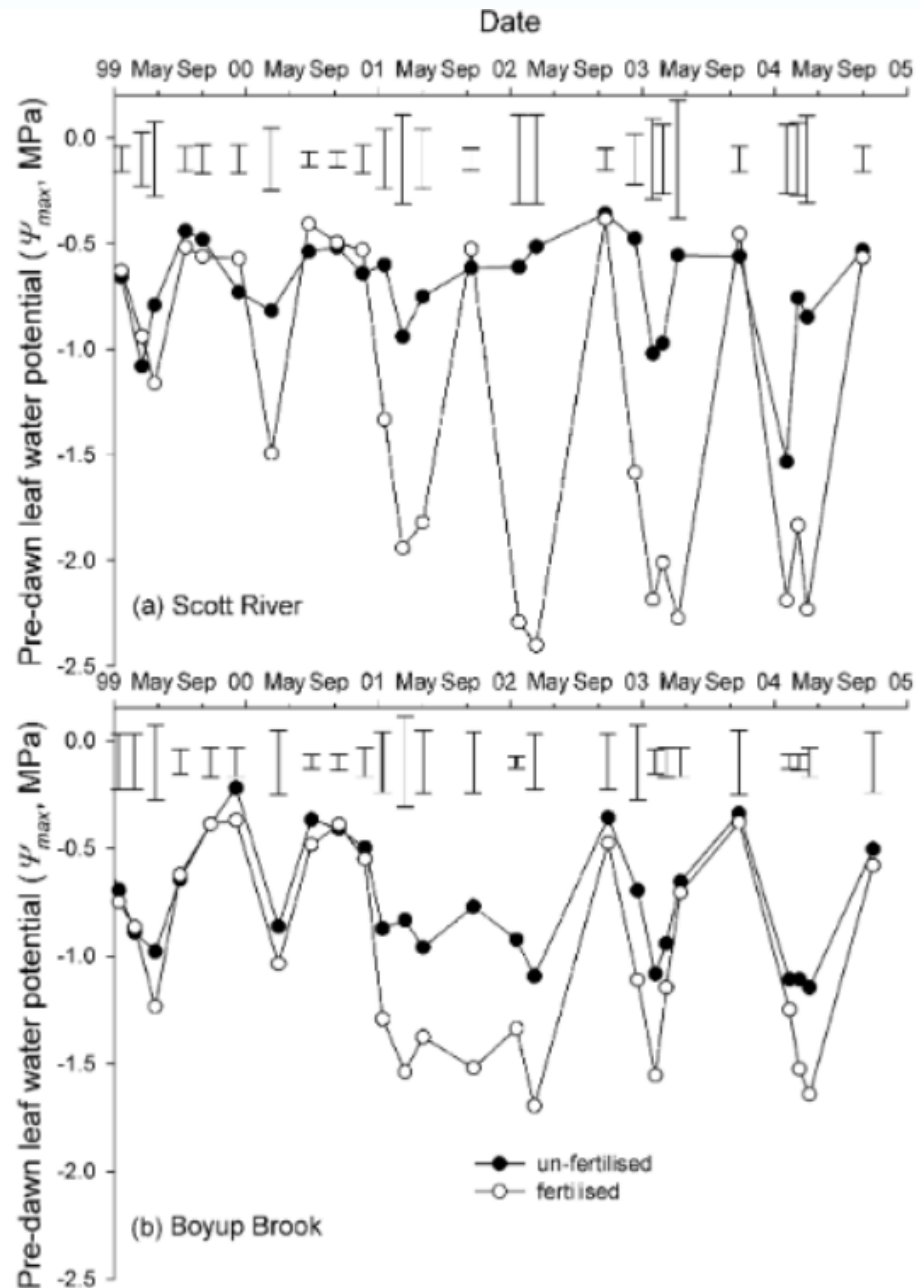 Date
99 May Sep 00 May Sep 01 May Sep 02 May Sep 03 May Sep 04 May Sep 05
Pre-dawn leaf water potential (Ψmax, MPa)
0.0
-0.5
-1.0
-1.5
-2.0
-2.5
(a) Scott River
99 May Sep 00 May Sep 01 May Sep 02 May Sep 03 May Sep 04 May Sep 05
Pre-dawn leaf water potential (Ψmax, MPa)
0.0
-0.5
-1.0
-1.5
-2.0
-2.5
un-fertilised
fertilised
(b) Boyup Brook